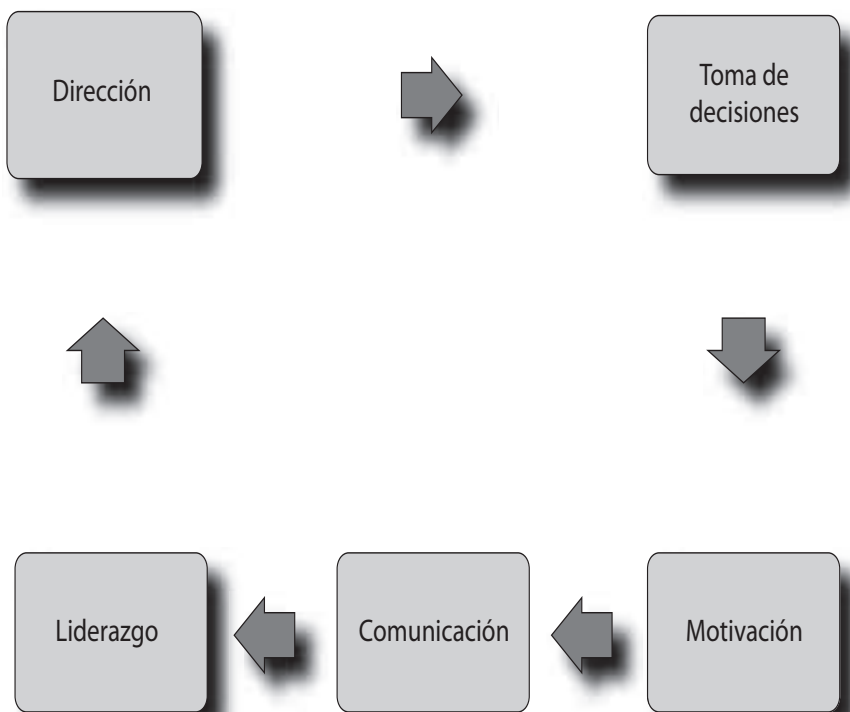 Dirección
Toma de
decisiones
Liderazgo
Comunicación
Motivación